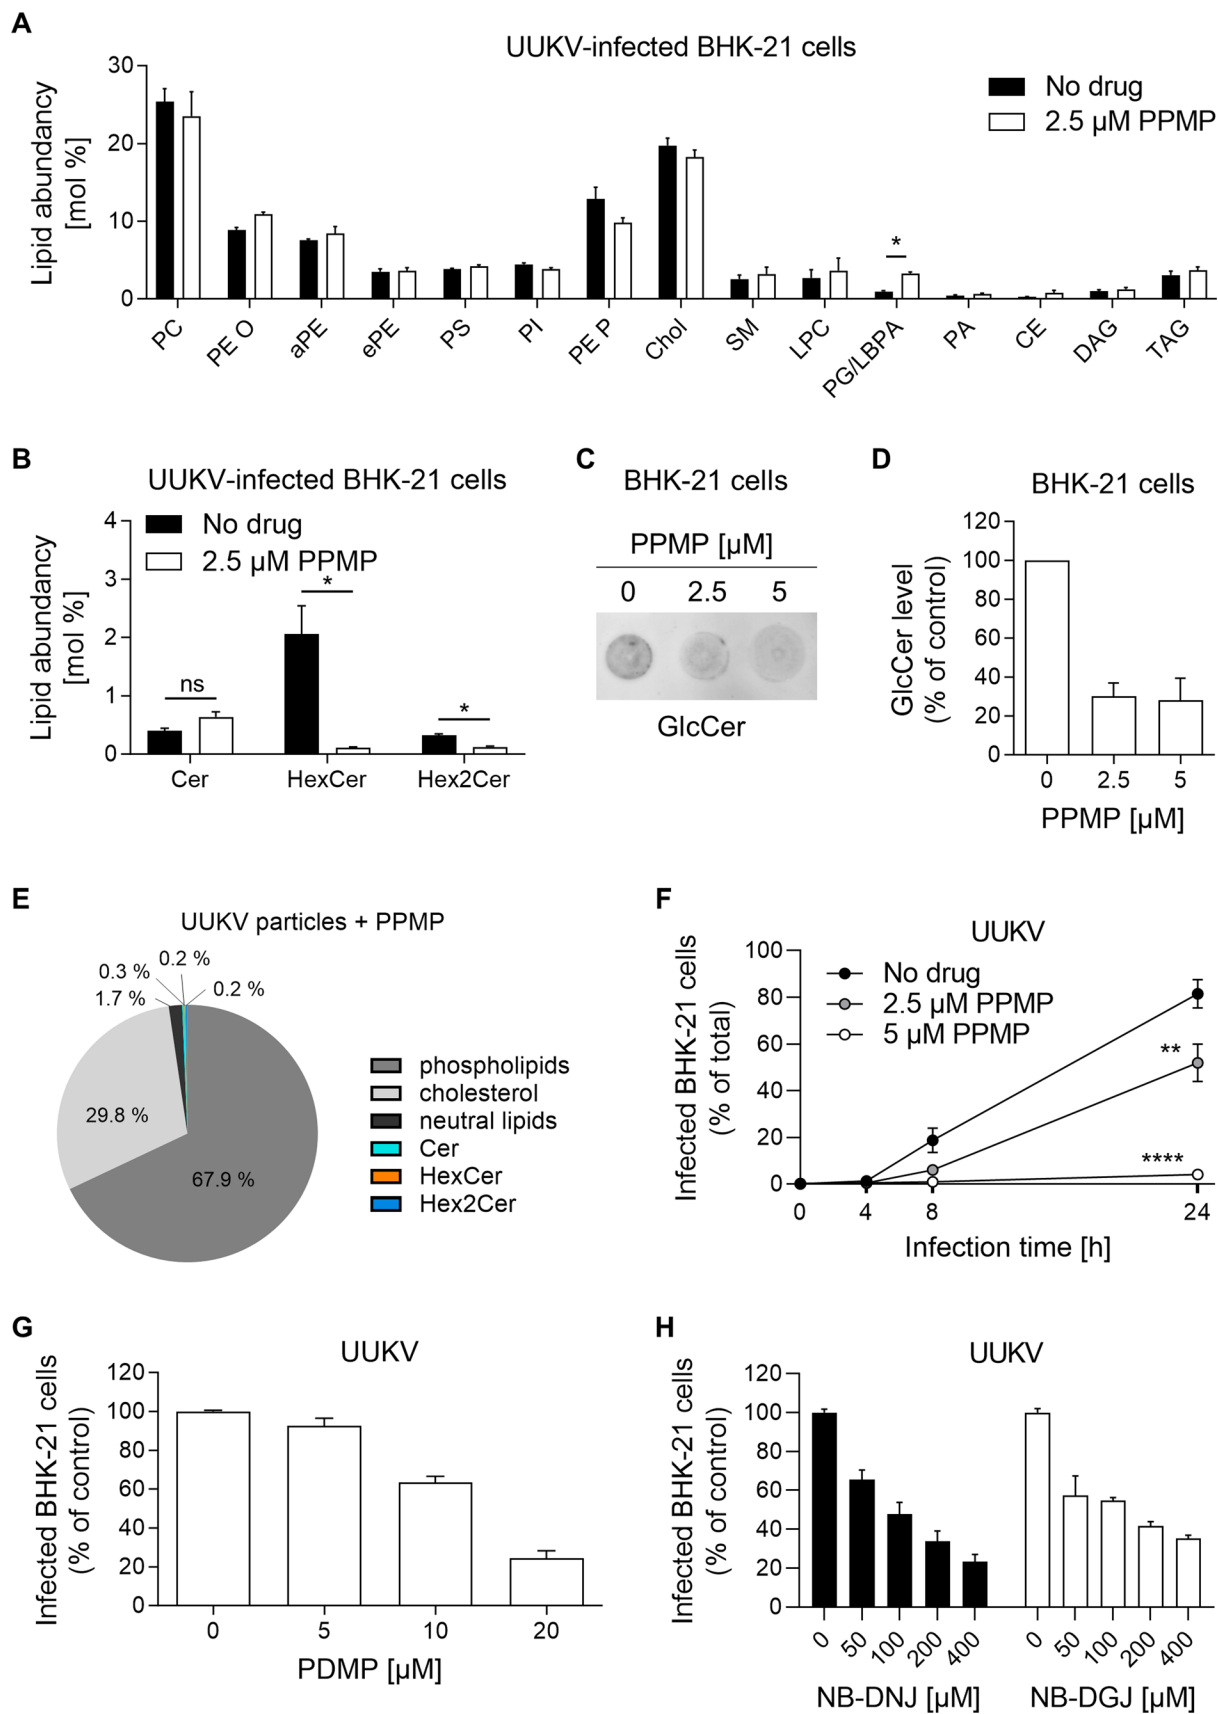 A
UUKV-infected BHK-21 cells
Lipid abundancy
[mol %]
30
20
10
0
No drug
2.5 µM PPMP
*
PC
PE O
aPE
ePE
PS
PI
PE P
Chol
SM
LPC
PG/LBPA
PA
CE
DAG
TAG
B
UUKV-infected BHK-21 cells
Lipid abundancy
[mol %]
4
3
2
1
0
No drug
2.5 µM PPMP
ns
*
*
Cer
HexCer
Hex2Cer
C
BHK-21 cells
PPMP [µM]
0 2.5 5
GlcCer
D
BHK-21 cells
GlcCer level
(% of control)
120
100
80
60
40
20
0
0 2.5 5
PPMP [µM]
E
UUKV particles + PPMP
0.2 %
0.3 %
0.2 %
1.7 %
29.8 %
67.9 %
phospholipids
cholesterol
neutral lipids
Cer
HexCer
Hex2Cer
F
UUKV
Infected BHK-21 cells
(% of total)
100
80
60
40
20
0
No drug
2.5 µM PPMP
5 µM PPMP
**
****
0 4 8 24
Infection time [h]
G
UUKV
Infected BHK-21 cells
(% of control)
120
100
80
60
40
20
0
0 5 10 20
PDMP [µM]
H
UUKV
Infected BHK-21 cells
(% of control)
120
100
80
60
40
20
0
0 50 100 200 400
0 50 100 200 400
NB-DNJ [µM]
NB-DGJ [µM]